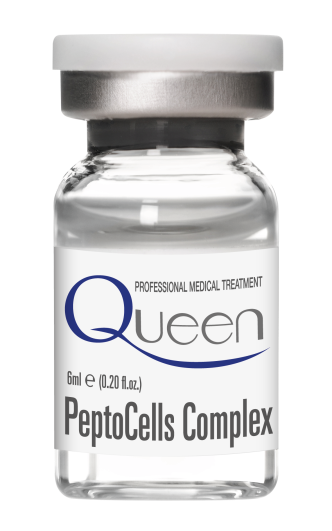 PROFESSIONAL MEDICAL TREATMENT
Queen
6ml ℮ (0.20 fl.oz.)
PeptoCells Complex